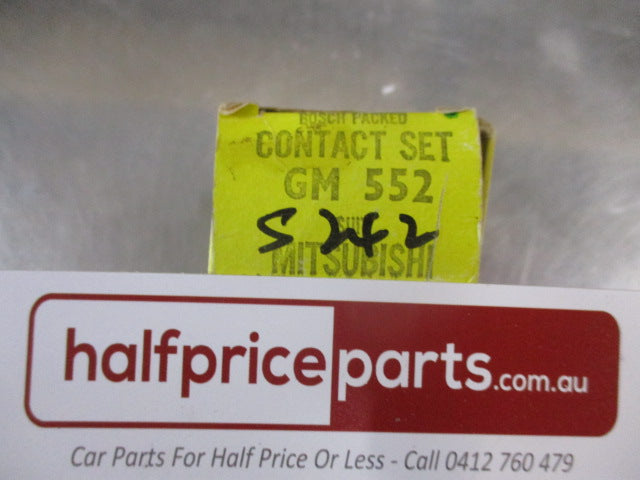 BOSCH PACKED
CONTACT SET
GM 552
SUIT
S 242
MITSUBISHI
halfpriceparts.com.au
Car Parts For Half Price Or Less - Call 0412 760 479